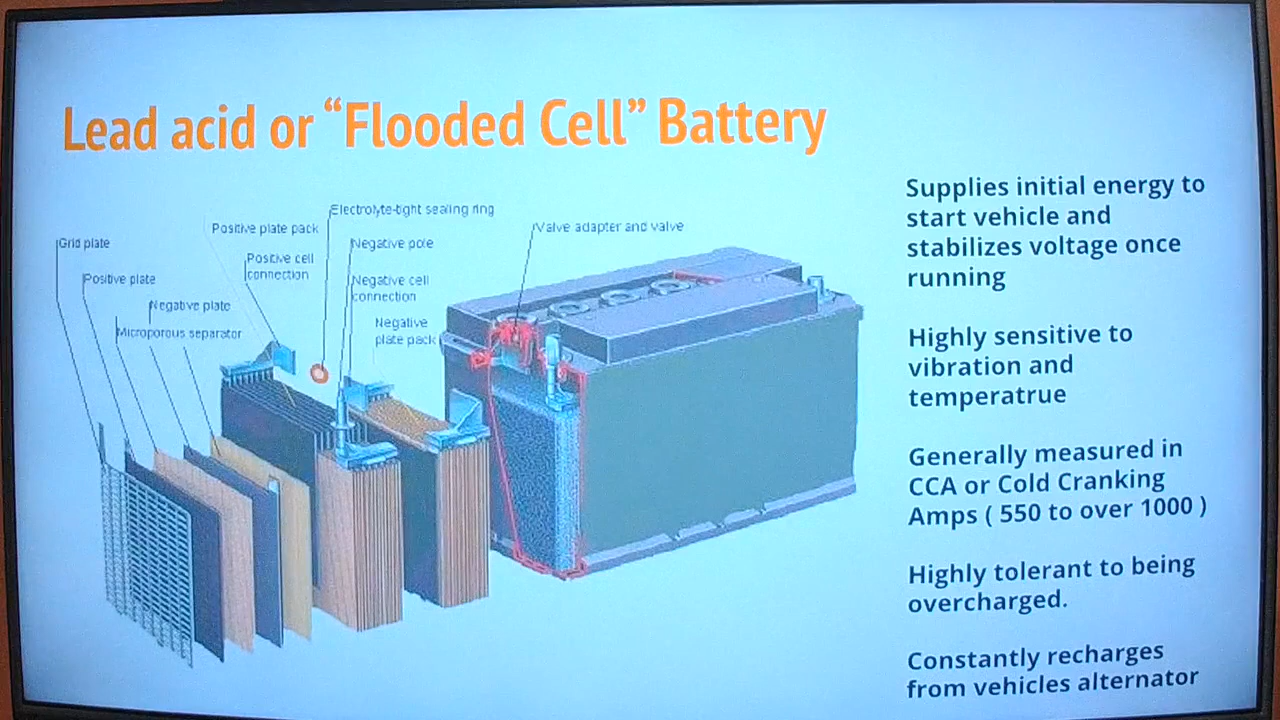 Lead acid or “Flooded Cell” Battery
Electrolyte-tight sealing ring
Positive plate pack
Valve adapter and valve
Grid plate
Negative pole
Positive cell
connection
Positive plate
Negative cell
connection
Negative plate
Microporous separator
Negative
plate pack
Supplies initial energy to
start vehicle and
stabilizes voltage once
running
Highly sensitive to
vibration and
temperatrue
Generally measured in
CCA or Cold Cranking
Amps ( 550 to over 1000 )
Highly tolerant to being
overcharged.
Constantly recharges
from vehicles alternator